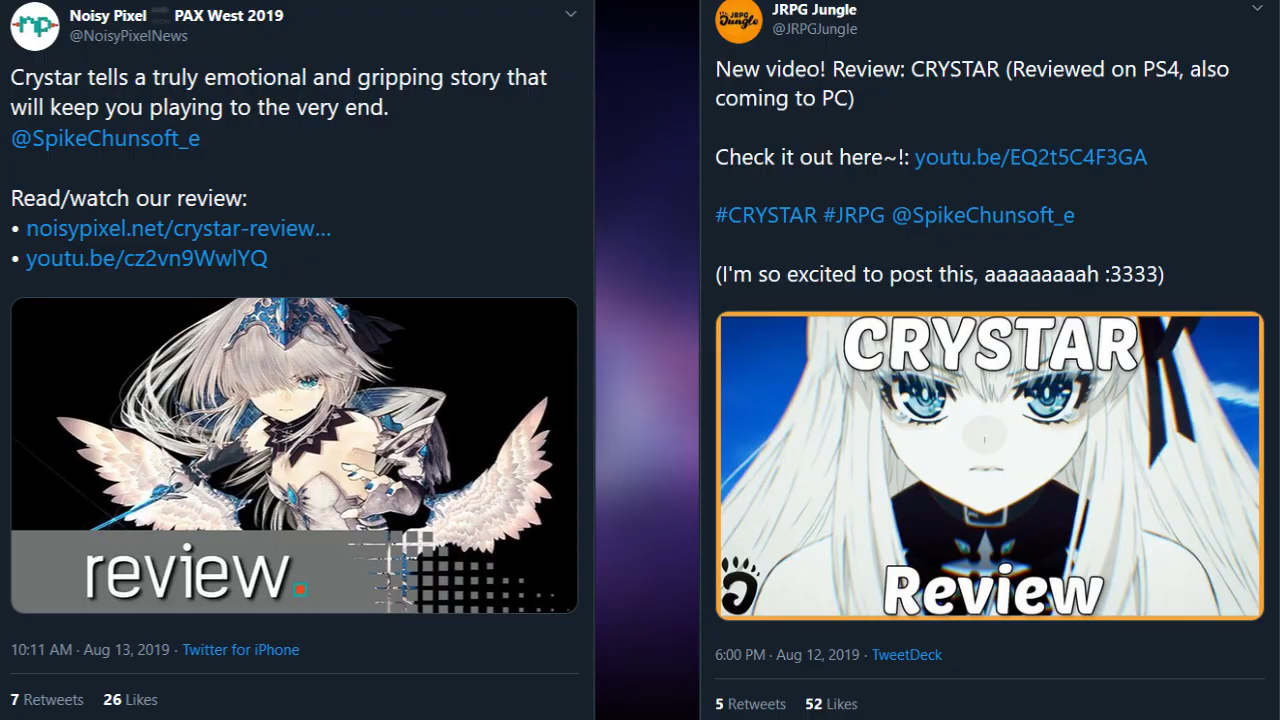 Noisy Pixel PAX West 2019
@NoisyPixelNews
Crystar tells a truly emotional and gripping story that
will keep you playing to the very end.
@SpikeChunsoft_e
Read/watch our review:
• noisypixel.net/crystar-review...
• youtu.be/cz2vn9WwlYQ
review.
10:11 AM · Aug 13, 2019 · Twitter for iPhone
7 Retweets 26 Likes
JRPG Jungle
JRPG Jungle
@JRPGJungle
New video! Review: CRYSTAR (Reviewed on PS4, also
coming to PC)
Check it out here~!: youtu.be/EQ2t5C4F3GA
#CRYSTAR #JRPG @SpikeChunsoft_e
(I'm so excited to post this, aaaaaaaaah :3333)
CRYSTAR
Review
6:00 PM · Aug 12, 2019 · TweetDeck
5 Retweets 52 Likes